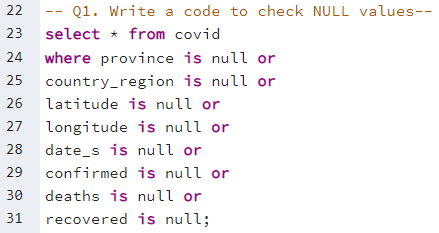 22 -- Q1. Write a code to check NULL values--
23 select * from covid
24 where province is null or
25 country_region is null or
26 latitude is null or
27 longitude is null or
28 date_s is null or
29 confirmed is null or
30 deaths is null or
31 recovered is null;